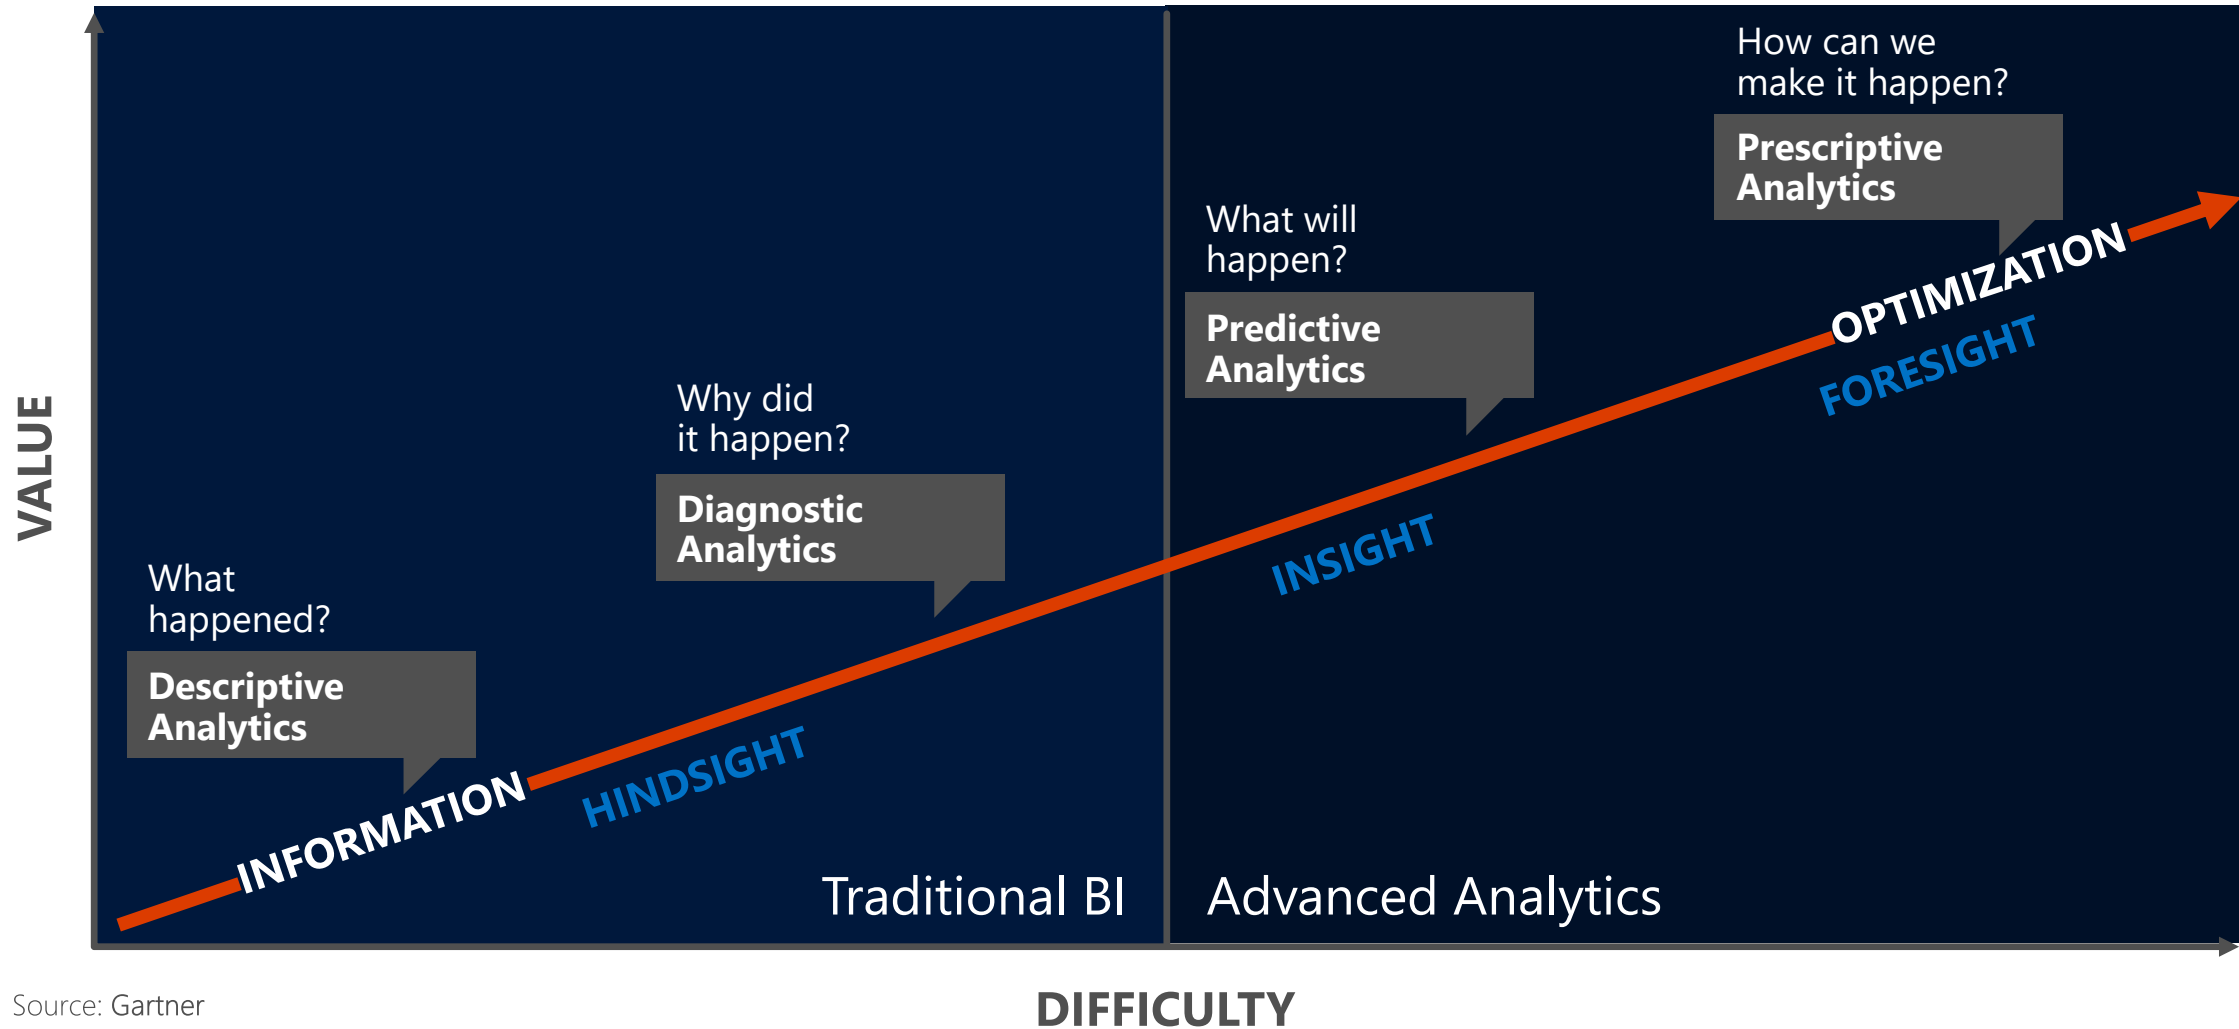 How can we
make it happen?
Prescriptive
Analytics
What will
happen?
Predictive
Analytics
OPTIMIZATION
FORESIGHT
Why did
it happen?
Diagnostic
Analytics
INSIGHT
VALUE
What
happened?
Descriptive
Analytics
INFORMATION
HINDSIGHT
Traditional BI
Advanced Analytics
DIFFICULTY
Source: Gartner